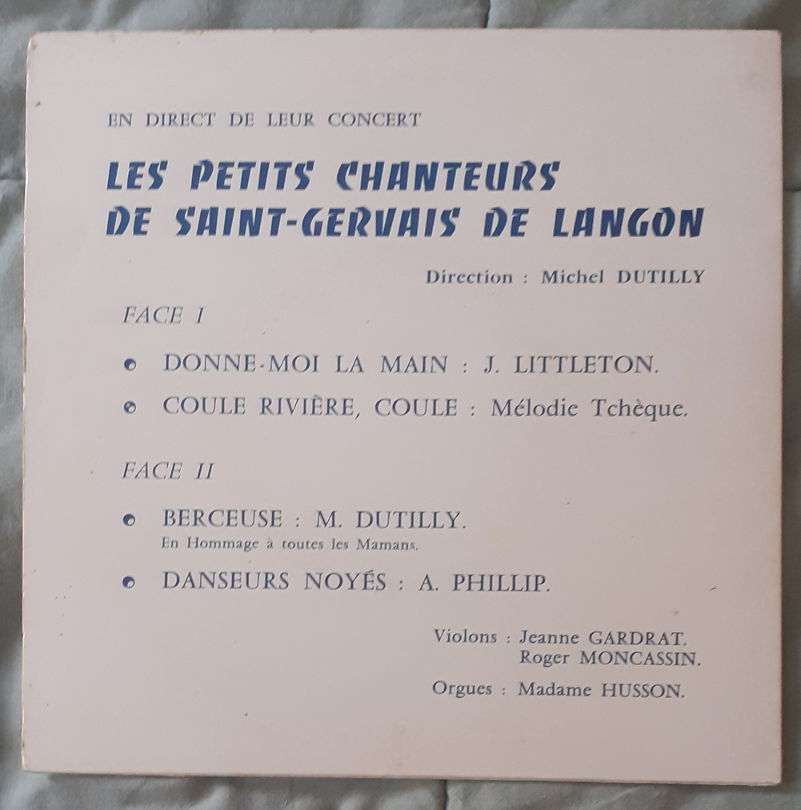 EN DIRECT DE LEUR CONCERT
LES PETITS CHANTEURS
DE SAINT-GERVAIS DE LANGON
Direction : Michel DUTILLY
FACE I
DONNE-MOI LA MAIN : J. LITTLETON.
COULE RIVIÈRE, COULE : Mélodie Tchèque.
FACE II
BERCEUSE : M. DUTILLY.
En Hommage à toutes les Mamans.
DANSEURS NOYÉS : A. PHILLIP.
Violons : Jeanne GARDRAT.
Roger MONCASSIN.
Orgues : Madame HUSSON.